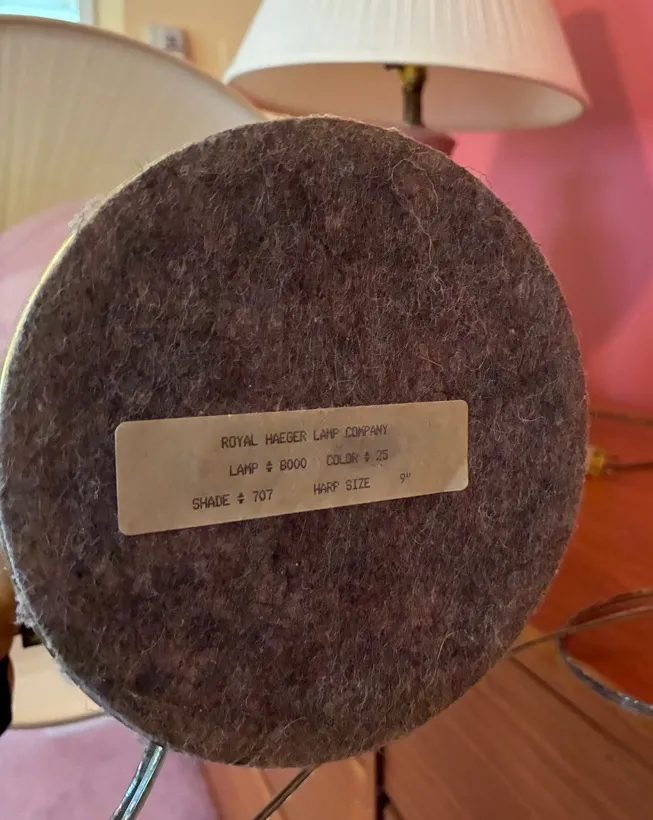 ROYAL HAEGER LAMP COMPANY
LAMP # 8000 COLOR # 25
SHADE # 707 HARP SIZE 9"